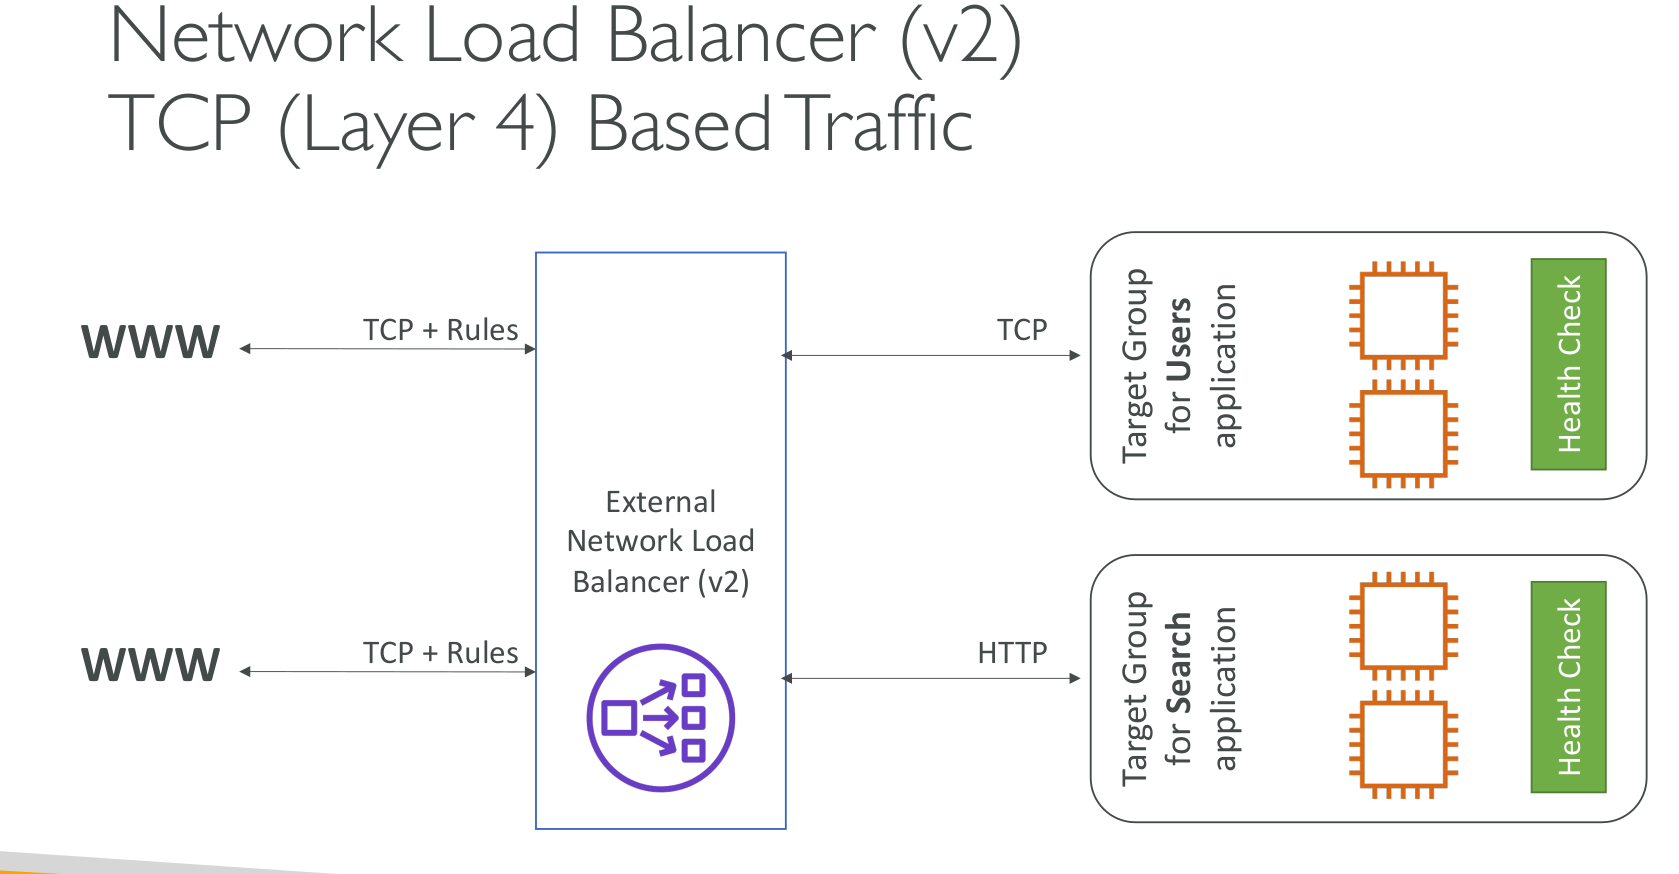 Network Load Balancer (v2)
TCP (Layer 4) Based Traffic
WWW
TCP + Rules
TCP
Target Group
for Users
application
Health Check
External
Network Load
Balancer (v2)
WWW
TCP + Rules
HTTP
Target Group
for Search
application
Health Check